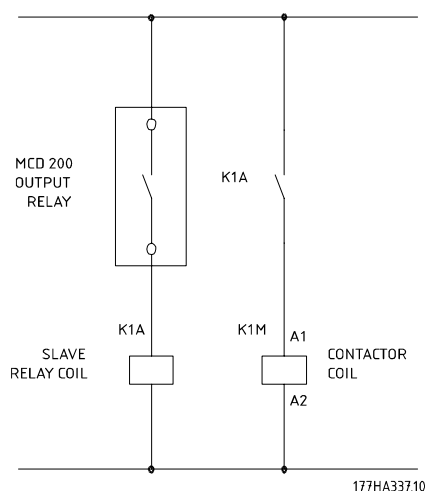 MCD 200
OUTPUT
RELAY
K1A
K1A
SLAVE
RELAY COIL
K1M
A1
A2
CONTACTOR
COIL
177HA337.10